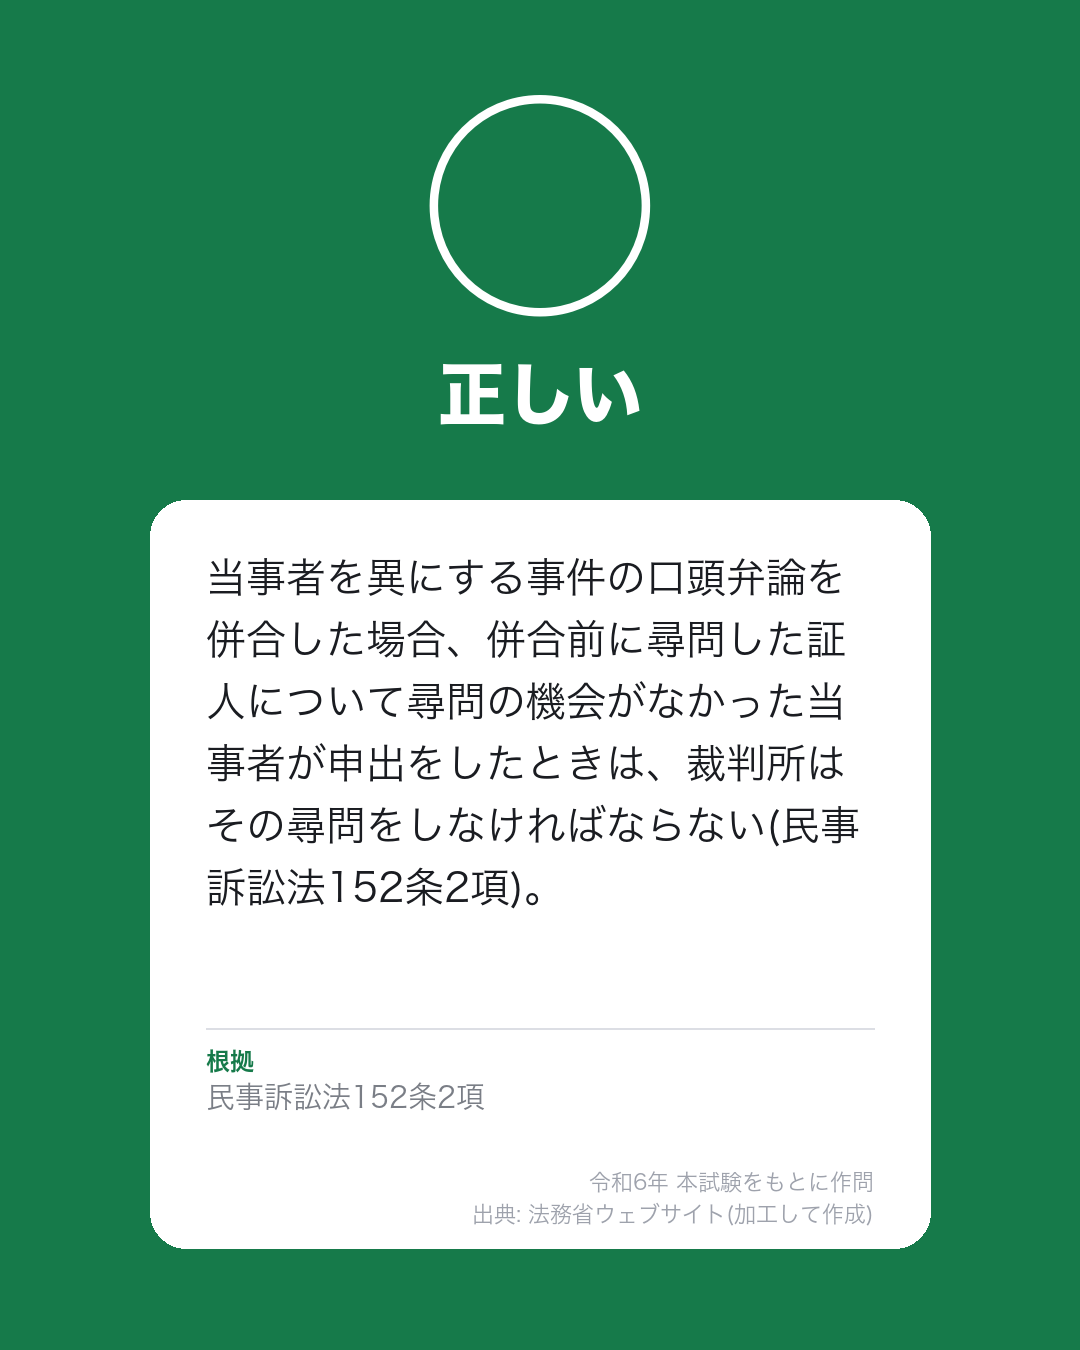 正しい
当事者を異にする事件の口頭弁論を
併合した場合、併合前に尋問した証
人について尋問の機会がなかった当
事者が申出をしたときは、裁判所は
その尋問をしなければならない(民事
訴訟法152条2項)。
根拠
民事訴訟法152条2項
令和6年 本試験をもとに作問
出典: 法務省ウェブサイト(加工して作成)